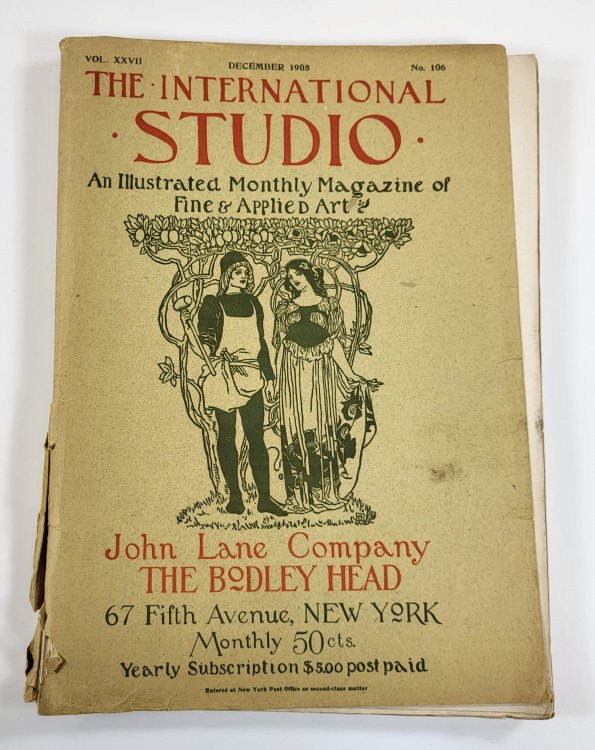 VOL. XXVII DECEMBER 1905 No. 106
THE · INTERNATIONAL
· STUDIO ·
An Illustrated Monthly Magazine of
Fine & Applied Art
John Lane Company
THE BODLEY HEAD
67 Fifth Avenue, NEW YORK
Monthly 50cts.
Yearly Subscription $5.00 post paid
Entered at New York Post Office as second-class matter